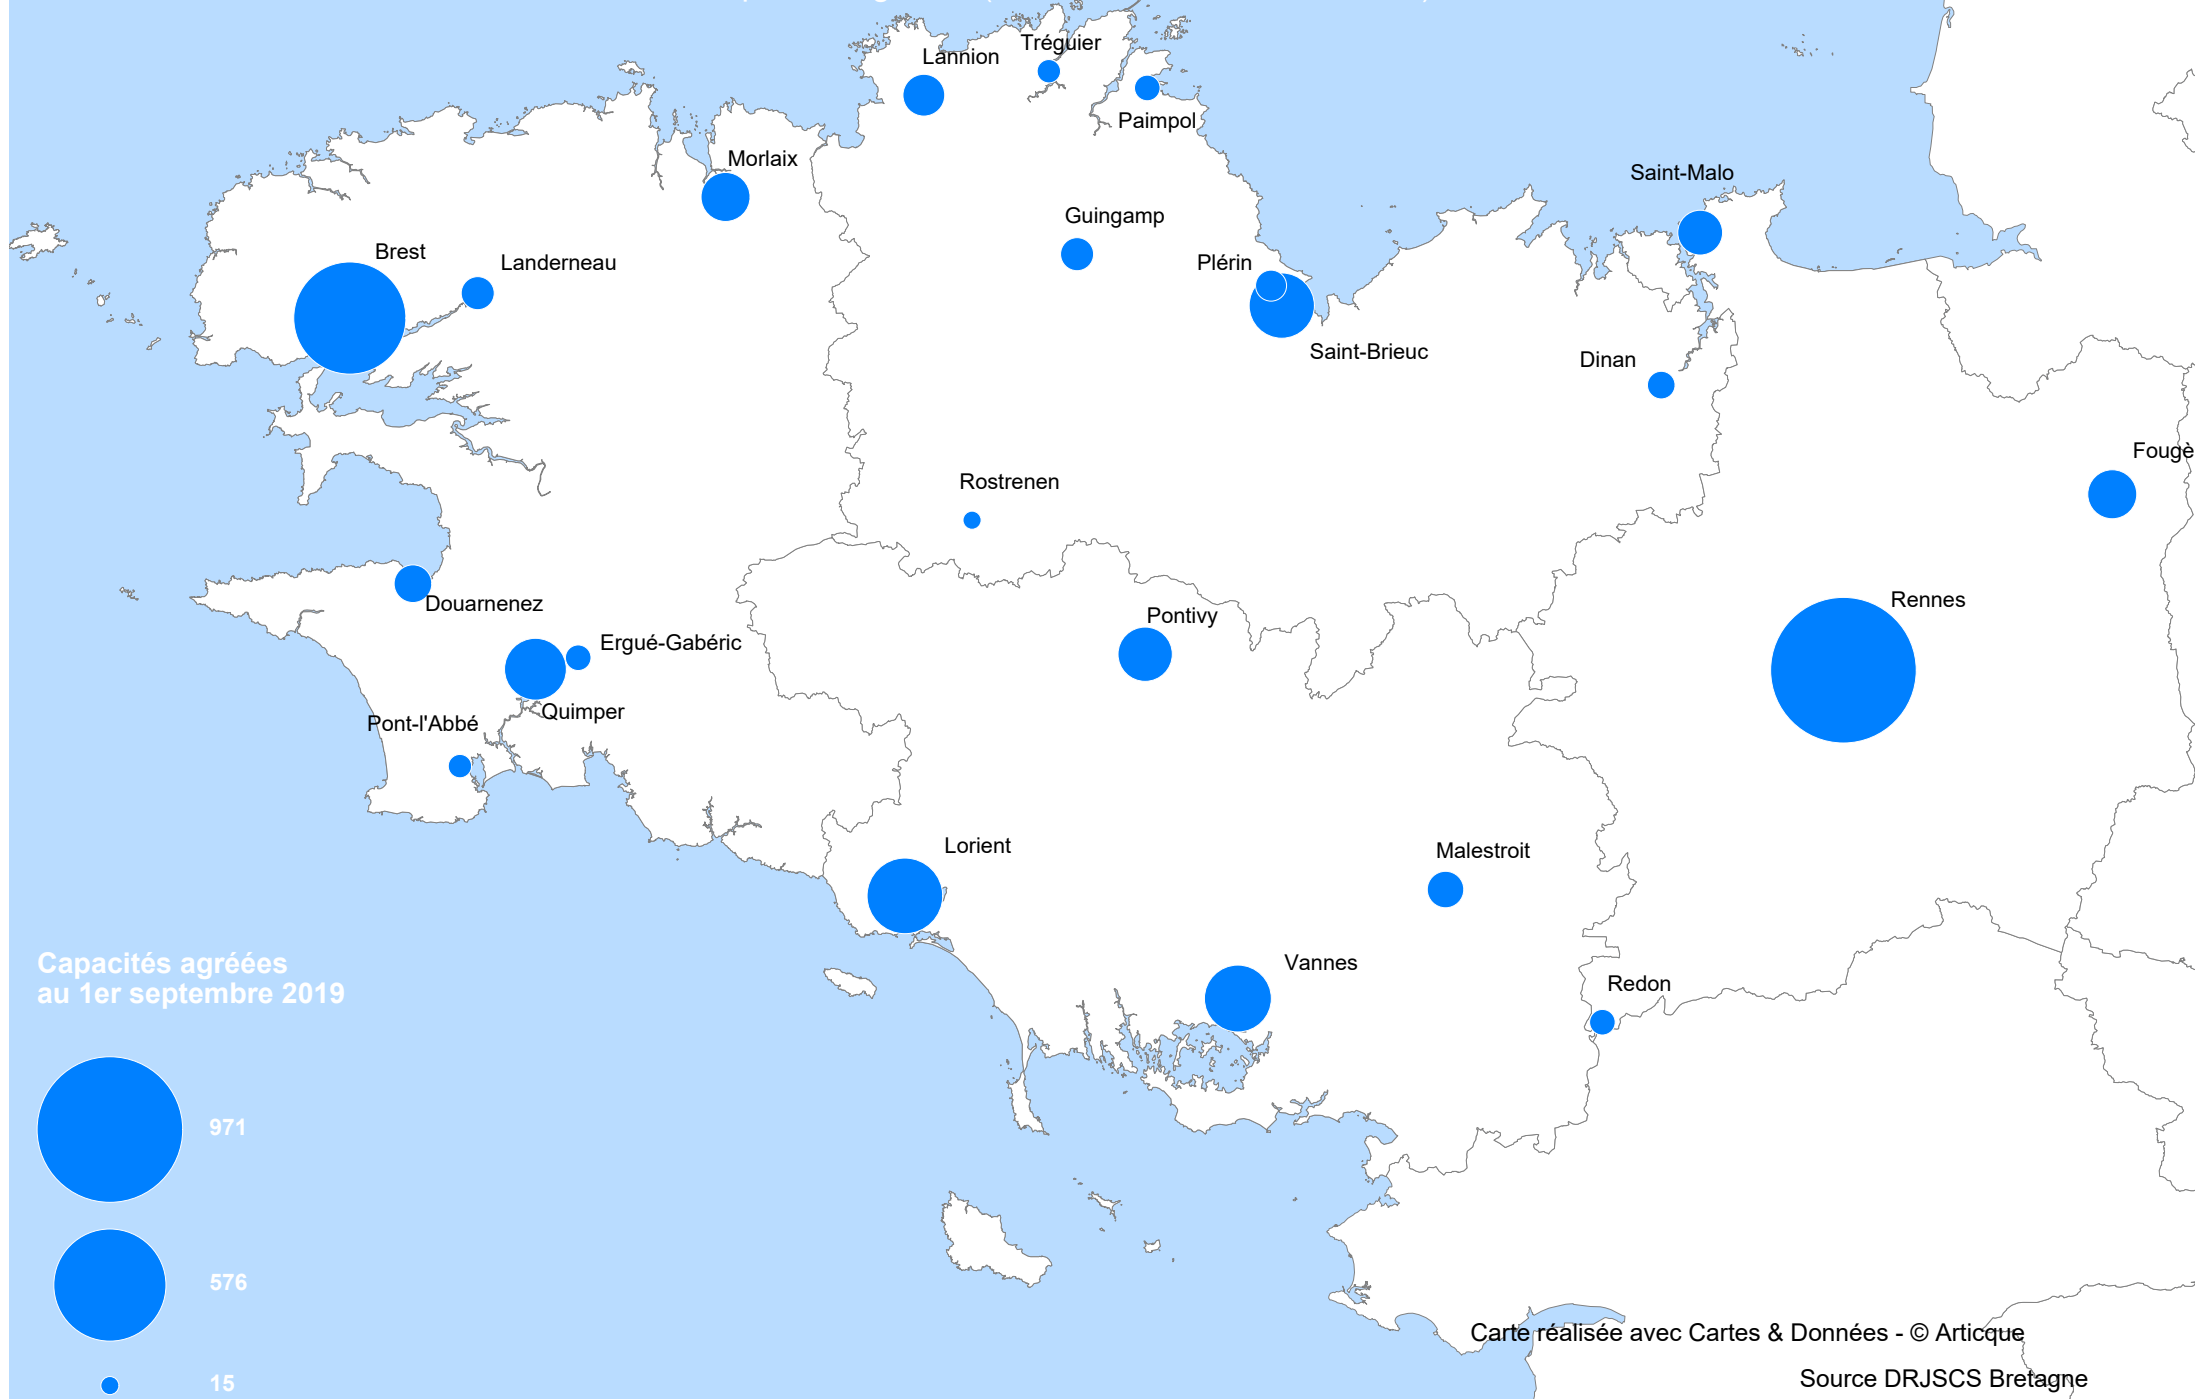 Tréguier
Lannion
Paimpol
Morlaix
Saint-Malo
Guingamp
Brest
Landerneau
Plérin
Saint-Brieuc
Dinan
Fougè
Rostrenen
Rennes
Douarnenez
Pontivy
Ergué-Gabéric
Quimper
Pont-l'Abbé
Lorient
Malestroit
Vannes
Redon
Capacités agréées
au 1er septembre 2019
971
576
15
Carte réalisée avec Cartes & Données - © Articque
Source DRJSCS Bretagne